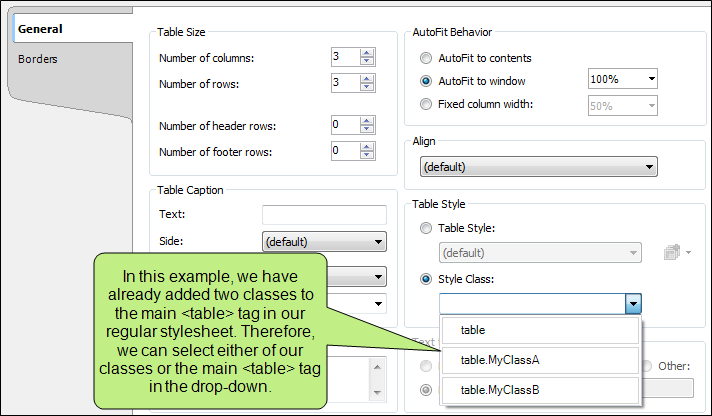 General
Borders
Table Size
Number of columns: 3
Number of rows: 3
Number of header rows: 0
Number of footer rows: 0
AutoFit Behavior
AutoFit to contents
AutoFit to window 100%
Fixed column width: 50%
Align
(default)
Table Caption
Text:
Side: (default)
Table Style
Table Style:
(default)
Style Class:
table
table.MyClassA
table.MyClassB
Text
Other:
In this example, we have
already added two classes to
the main <table> tag in our
regular stylesheet. Therefore,
we can select either of our
classes or the main <table> tag
in the drop-down.